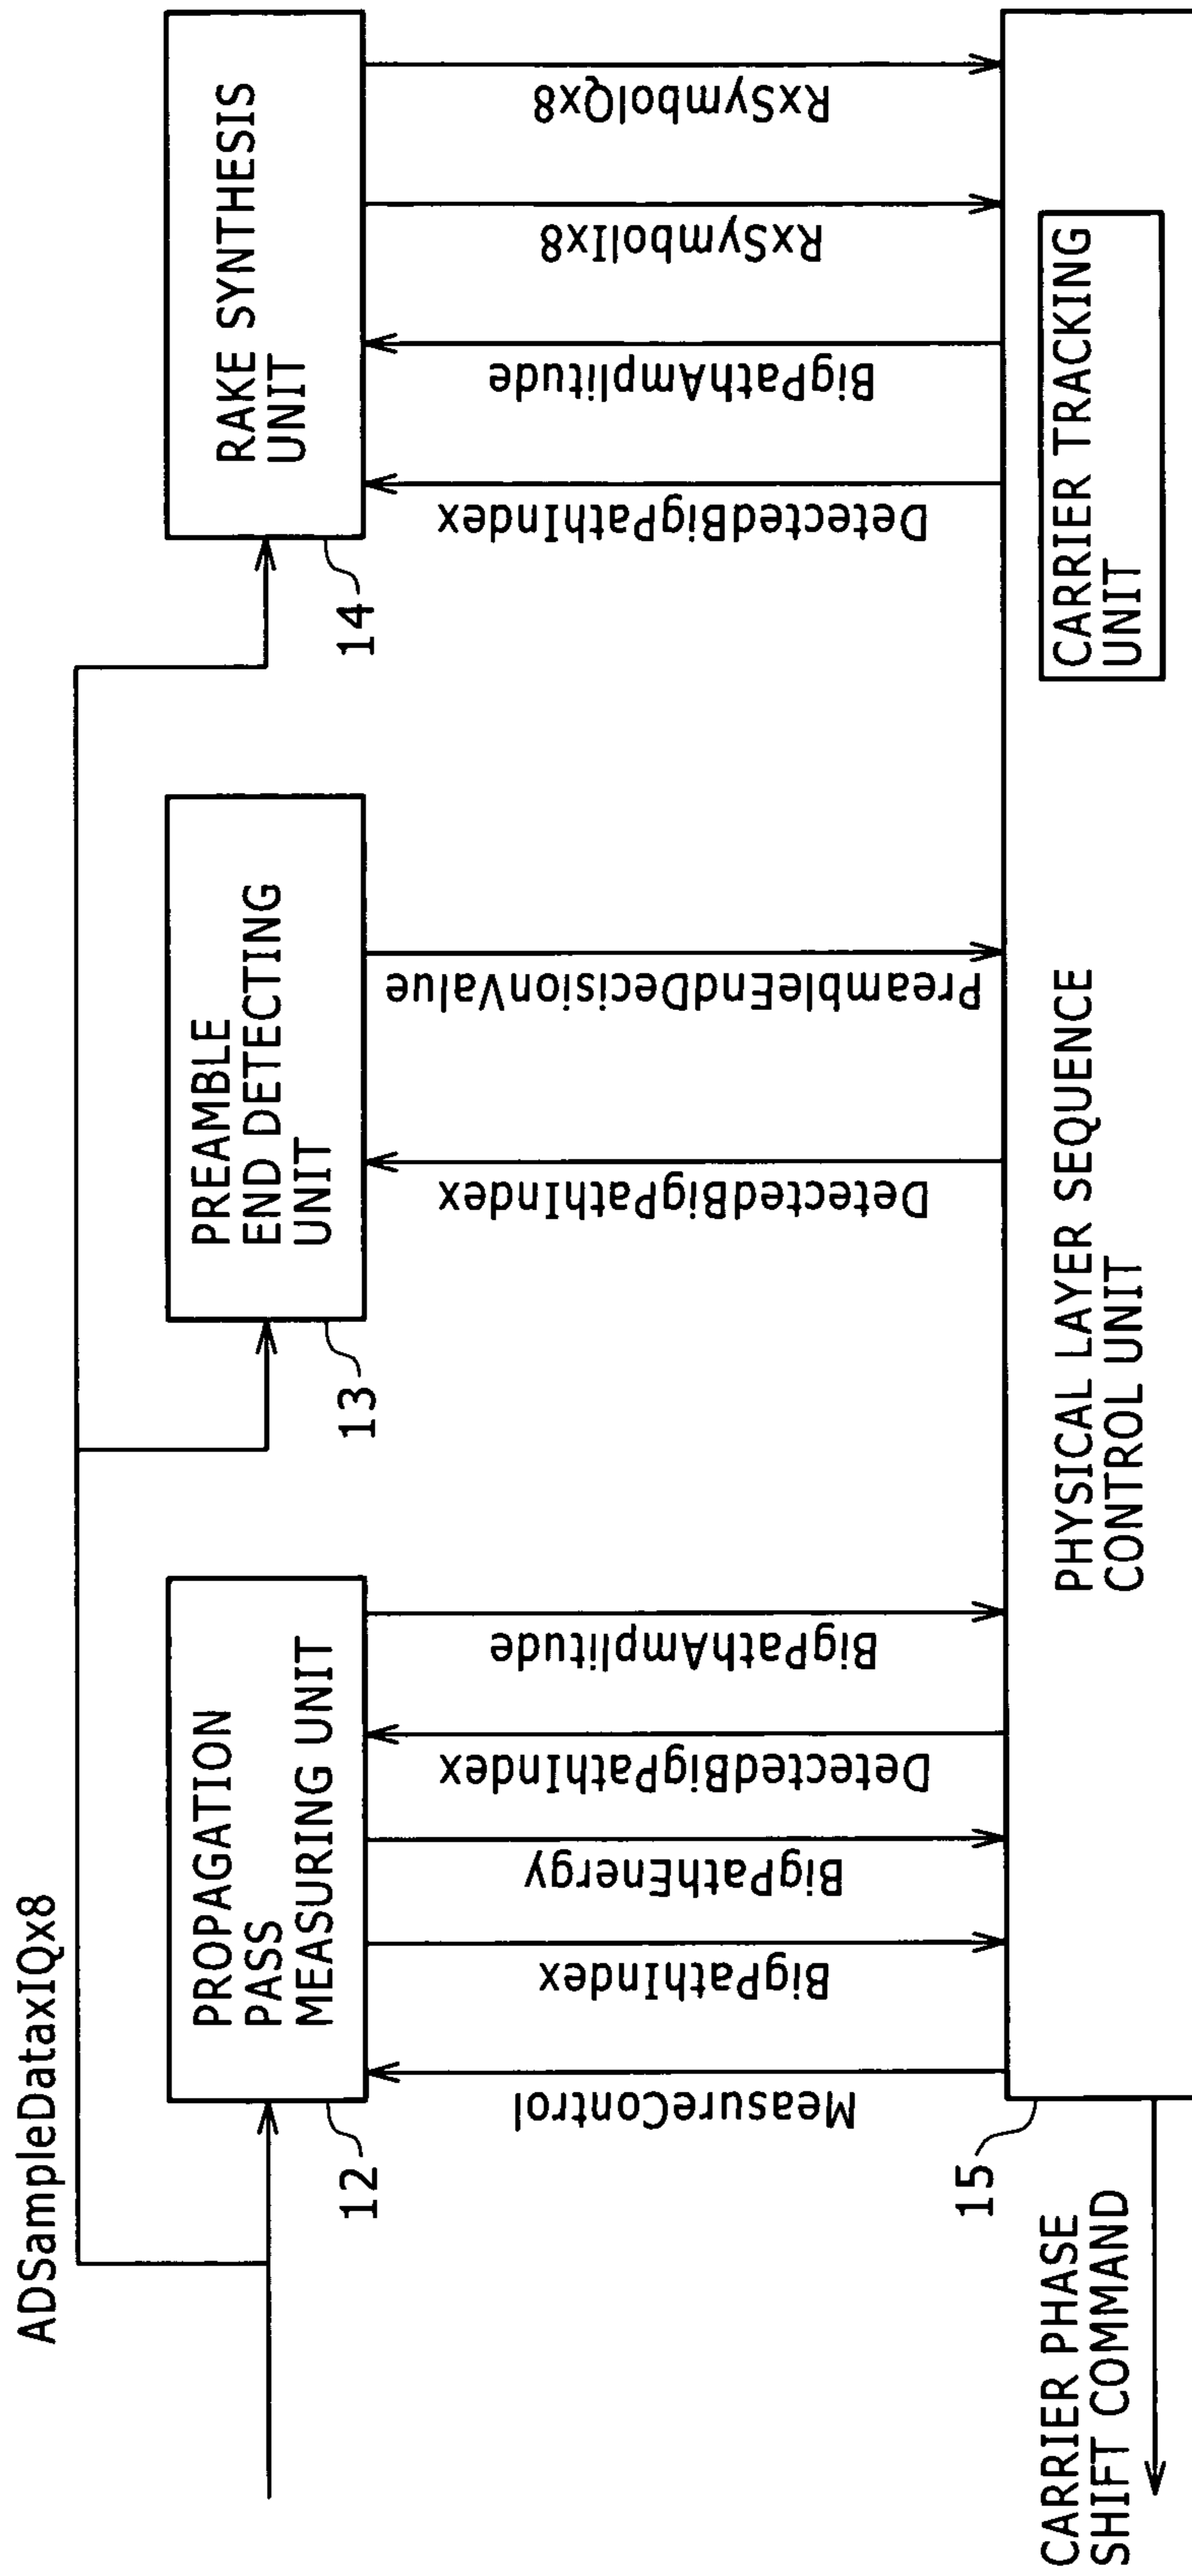 ADSampleDataxIQx8
PROPAGATION
PASS
MEASURING UNIT
12
PREAMBLE
END DETECTING
UNIT
13
RAKE SYNTHESIS
UNIT
14
MeasureControl
BigPathIndex
BigPathEnergy
DetectedBigPathIndex
BigPathAmplitude
DetectedBigPathIndex
PreambleEndDecisionValue
DetectedBigPathIndex
BigPathAmplitude
RxSymbolIx8
RxSymbolQx8
15
CARRIER PHASE
SHIFT COMMAND
PHYSICAL LAYER SEQUENCE
CONTROL UNIT
CARRIER TRACKING
UNIT